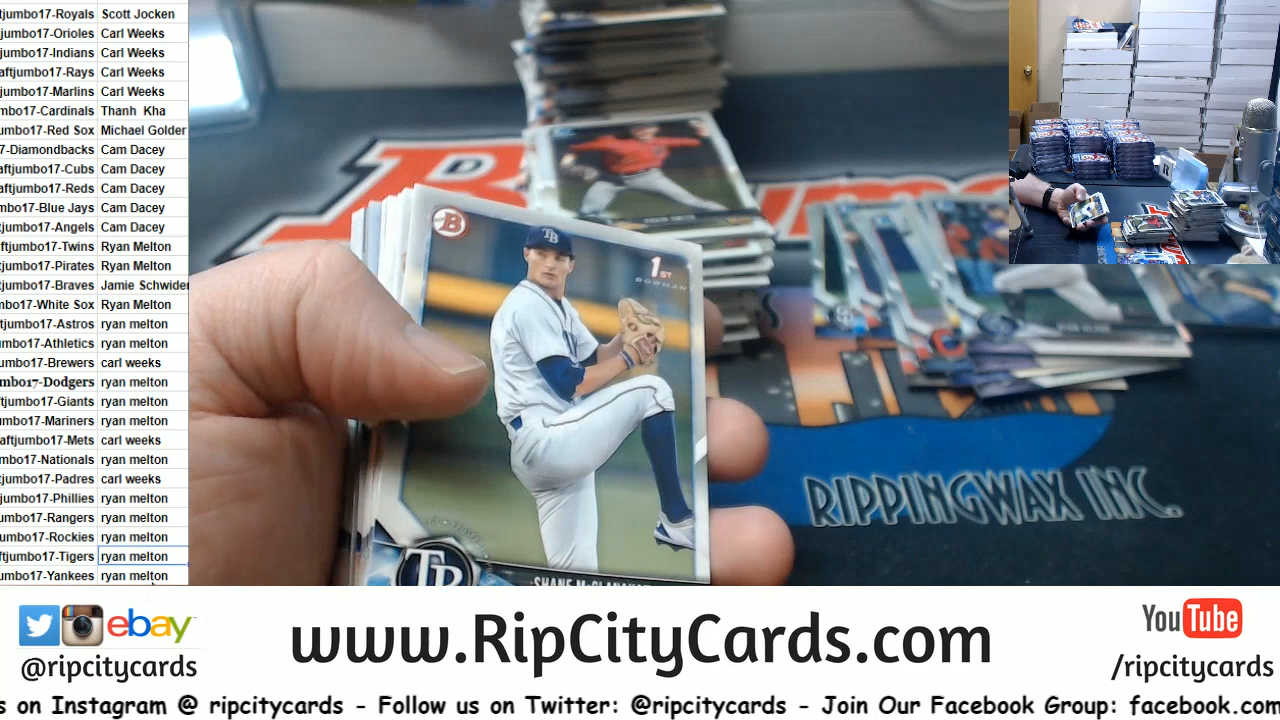 ftjumbo17-Royals Scott Jocken
jumbo17-Orioles Carl Weeks
jumbo17-Indians Carl Weeks
aftjumbo17-Rays Carl Weeks
jumbo17-Marlins Carl Weeks
mbo17-Cardinals Thanh Kha
umbo17-Red Sox Michael Golder
7-Diamondbacks Cam Dacey
aftjumbo17-Cubs Cam Dacey
aftjumbo17-Reds Cam Dacey
mbo17-Blue Jays Cam Dacey
tjumbo17-Angels Cam Dacey
ftjumbo17-Twins Ryan Melton
tjumbo17-Pirates Ryan Melton
tjumbo17-Braves Jamie Schwider
mbo17-White Sox Ryan Melton
tjumbo17-Astros ryan melton
umbo17-Athletics ryan melton
umbo17-Brewers carl weeks
mbo17-Dodgers ryan melton
ftjumbo17-Giants ryan melton
umbo17-Mariners ryan melton
aftjumbo17-Mets carl weeks
mbo17-Nationals ryan melton
jumbo17-Padres carl weeks
jumbo17-Phillies ryan melton
jumbo17-Rangers ryan melton
jumbo17-Rockies ryan melton
ftjumbo17-Tigers ryan melton
umbo17-Yankees ryan melton
B
TB
1ST
BOWMAN
TB
RIPPINGWAX INC.
ebay
@ripcitycards
www.RipCityCards.com
YouTube
/ripcitycards
s on Instagram @ ripcitycards - Follow us on Twitter: @ripcitycards - Join Our Facebook Group: facebook.com